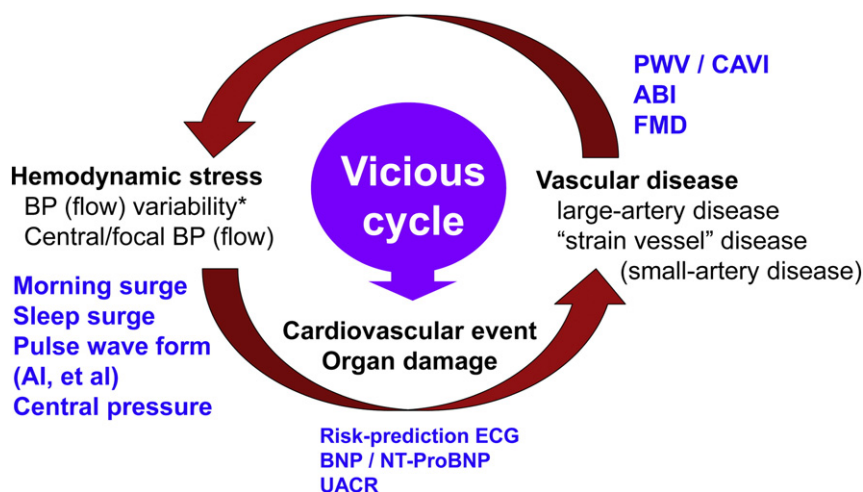 PWV / CAVI
ABI
FMD
Vicious
cycle
Hemodynamic stress
BP (flow) variability*
Central/focal BP (flow)
Vascular disease
large-artery disease
“strain vessel” disease
(small-artery disease)
Morning surge
Sleep surge
Pulse wave form
(AI, et al)
Central pressure
Cardiovascular event
Organ damage
Risk-prediction ECG
BNP / NT-ProBNP
UACR